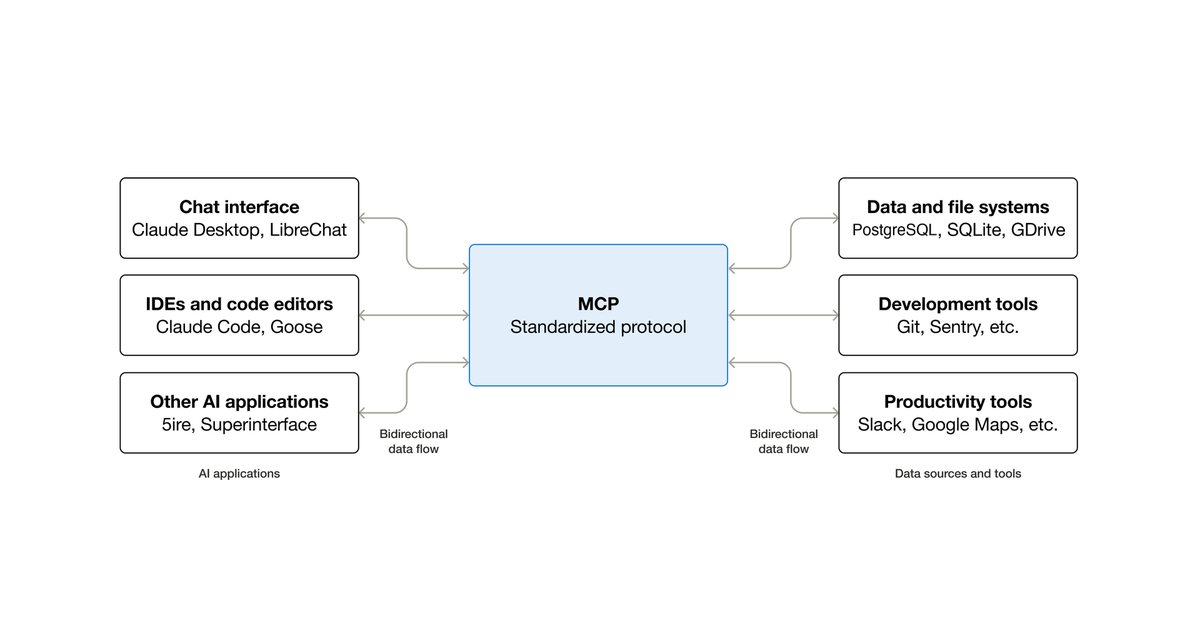 Chat interface
Claude Desktop, LibreChat
IDEs and code editors
Claude Code, Goose
Other AI applications
5ire, Superinterface
AI applications
Bidirectional
data flow
MCP
Standardized protocol
Bidirectional
data flow
Data and file systems
PostgreSQL, SQLite, GDrive
Development tools
Git, Sentry, etc.
Productivity tools
Slack, Google Maps, etc.
Data sources and tools